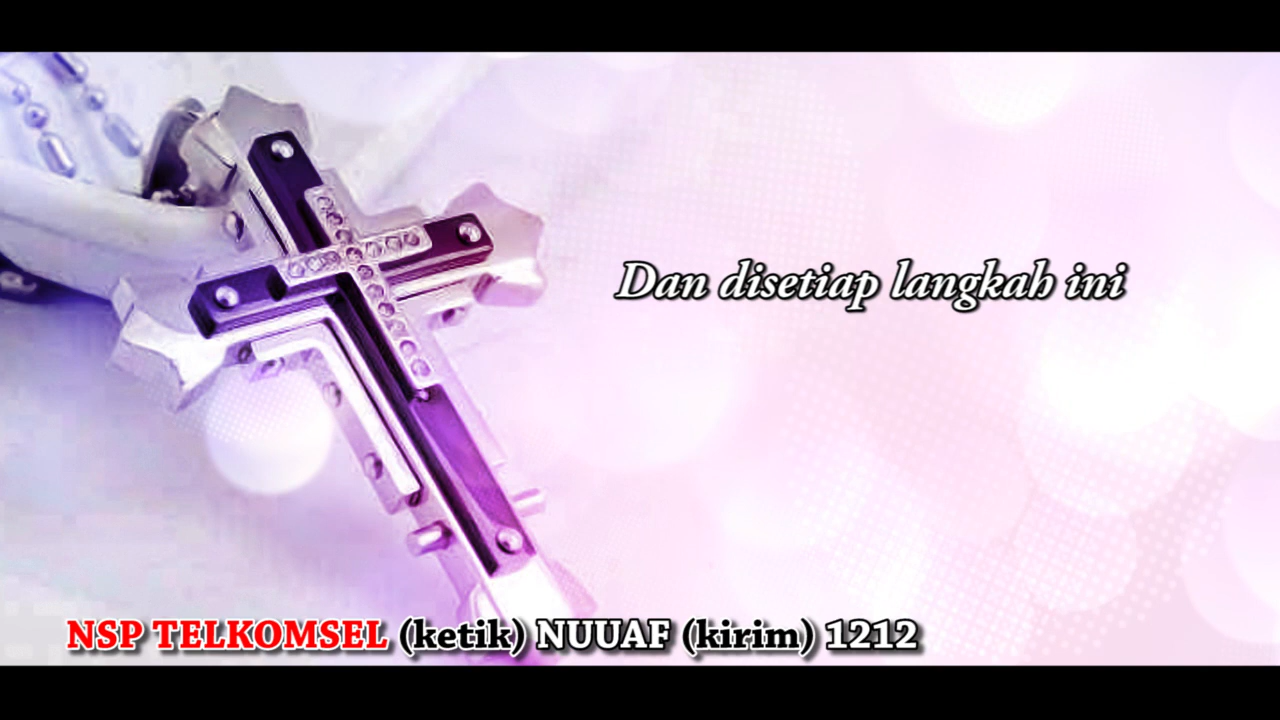 Dan disetiap langkah ini
NSP TELKOMSEL (ketik) NUUAF (kirim) 1212